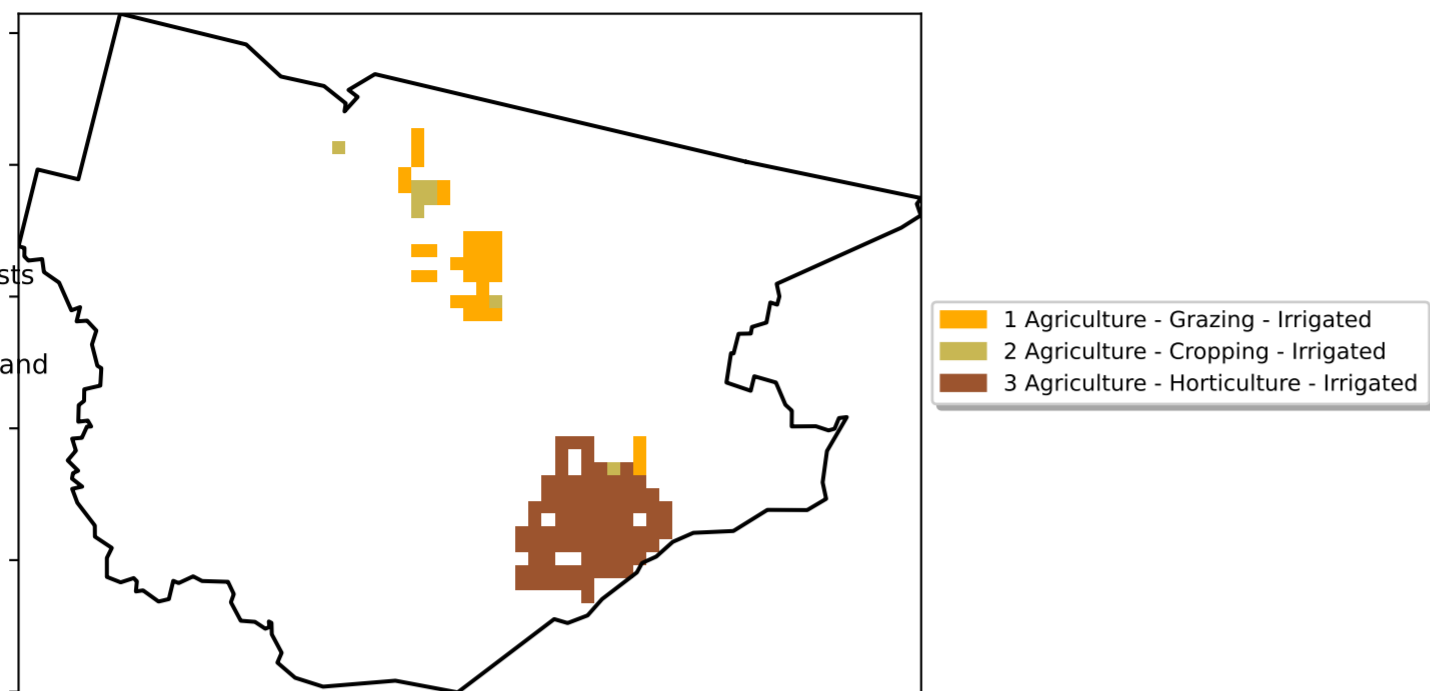 sts
and
1 Agriculture - Grazing - Irrigated
2 Agriculture - Cropping - Irrigated
3 Agriculture - Horticulture - Irrigated